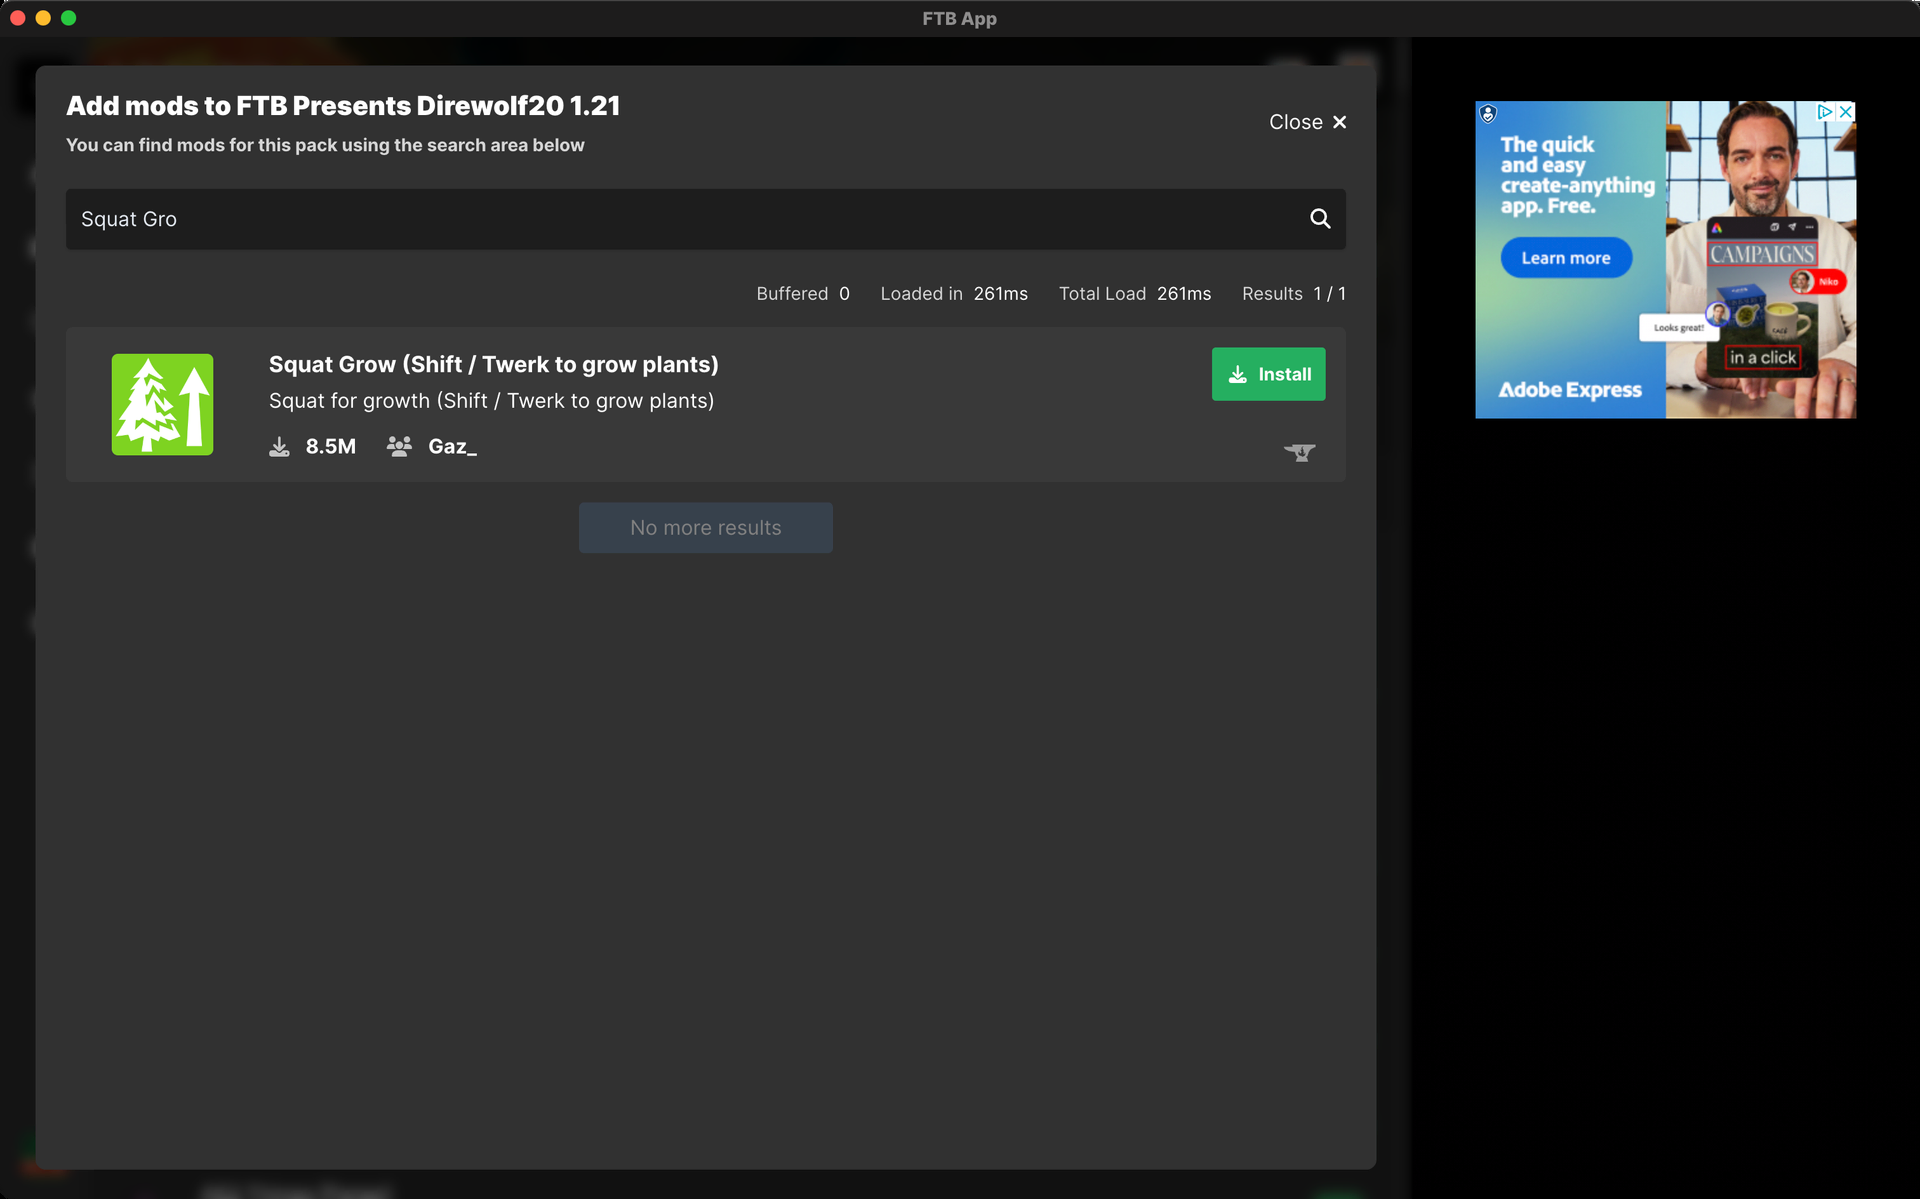 FTB App
Add mods to FTB Presents Direwolf20 1.21
You can find mods for this pack using the search area below
Close
Squat Gro
Buffered 0 Loaded in 261ms Total Load 261ms Results 1 / 1
Squat Grow (Shift / Twerk to grow plants)
Squat for growth (Shift / Twerk to grow plants)
8.5M Gaz_
Install
No more results
The quick
and easy
create-anything
app. Free.
Learn more
Adobe Express
CAMPAIGNS
Niko
Looks great!
in a click